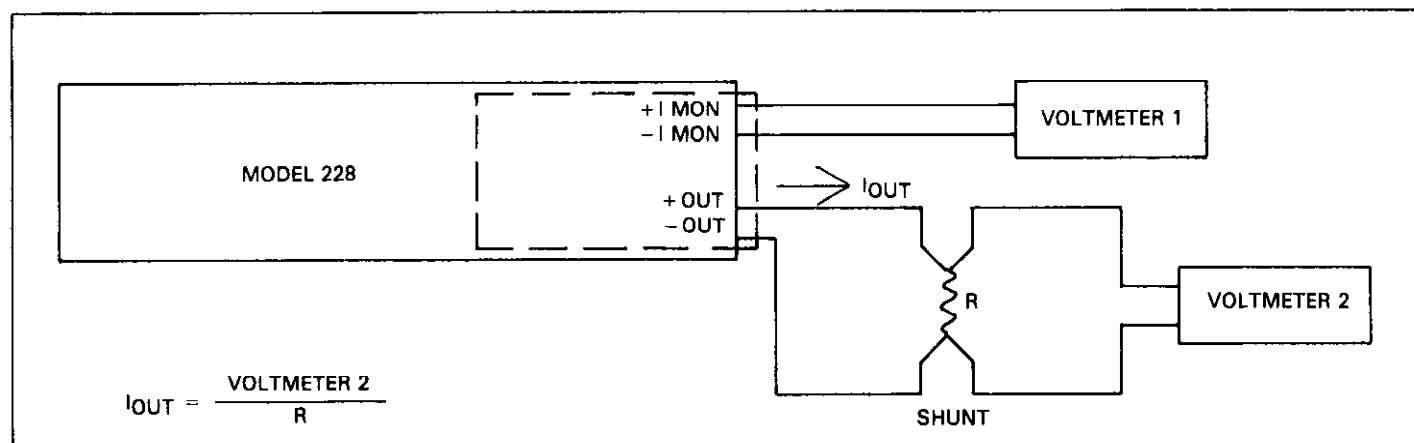 +I MON
-I MON
VOLTMETER 1
MODEL 228
IOUT
+ OUT
- OUT
R
VOLTMETER 2
IOUT = VOLTMETER 2 / R
SHUNT